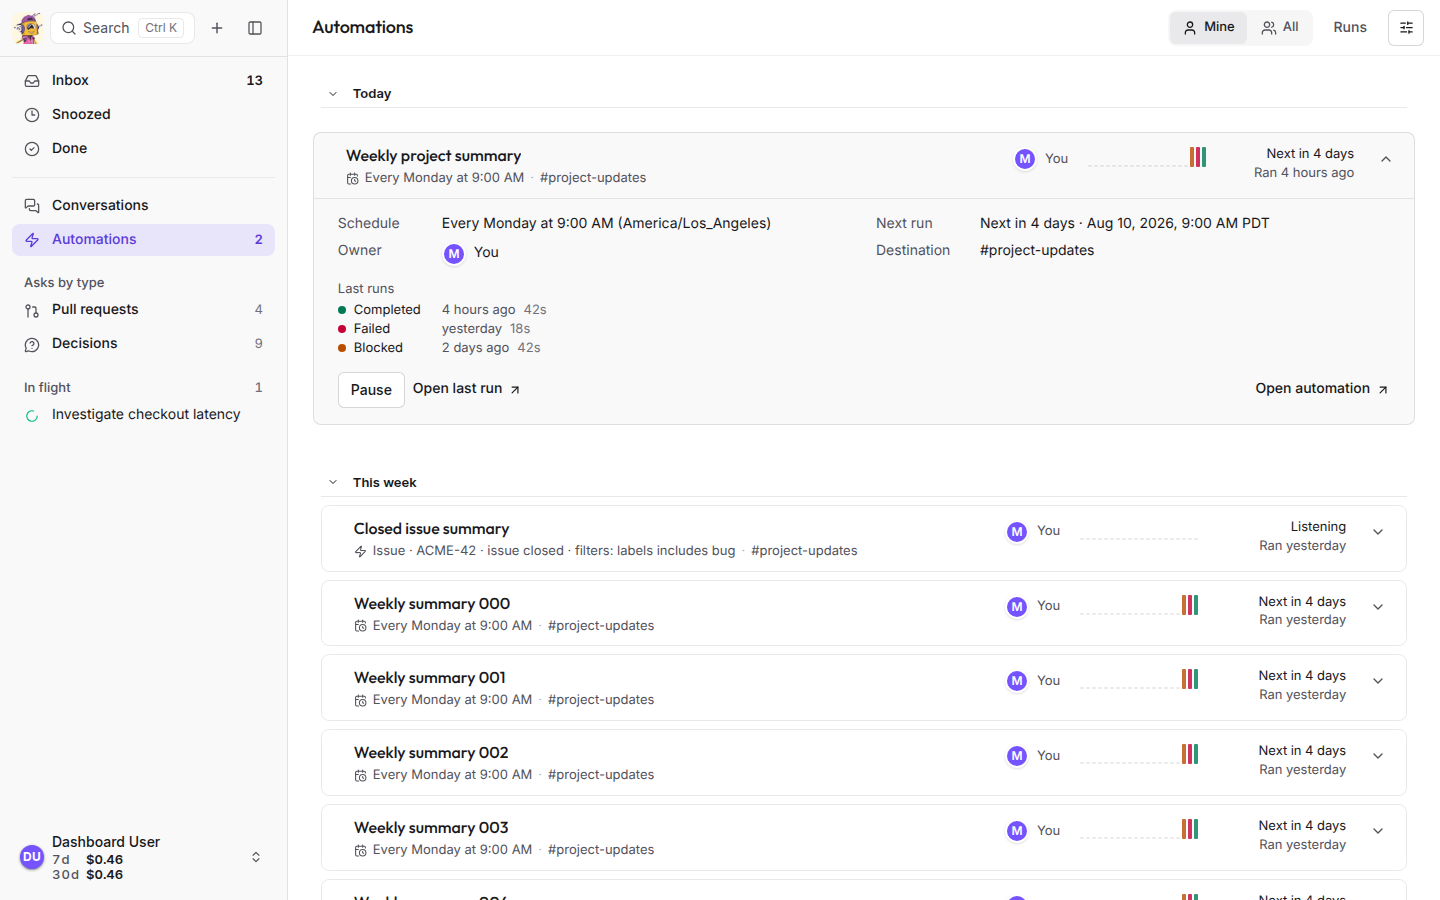 Search Ctrl K
Automations
Mine
All
Runs
Inbox 13
Snoozed
Done
Conversations
Automations 2
Asks by type
Pull requests 4
Decisions 9
In flight 1
Investigate checkout latency
Dashboard User
DU
7d $0.46
30d $0.46
Today
Weekly project summary
Every Monday at 9:00 AM · #project-updates
M You
Next in 4 days
Ran 4 hours ago
Schedule Every Monday at 9:00 AM (America/Los_Angeles)
Next run Next in 4 days · Aug 10, 2026, 9:00 AM PDT
Owner M You
Destination #project-updates
Last runs
Completed 4 hours ago 42s
Failed yesterday 18s
Blocked 2 days ago 42s
Pause Open last run
Open automation
This week
Closed issue summary
Issue · ACME-42 · issue closed · filters: labels includes bug · #project-updates
M You
Listening
Ran yesterday
Weekly summary 000
Every Monday at 9:00 AM · #project-updates
M You
Next in 4 days
Ran yesterday
Weekly summary 001
Every Monday at 9:00 AM · #project-updates
M You
Next in 4 days
Ran yesterday
Weekly summary 002
Every Monday at 9:00 AM · #project-updates
M You
Next in 4 days
Ran yesterday
Weekly summary 003
Every Monday at 9:00 AM · #project-updates
M You
Next in 4 days
Ran yesterday